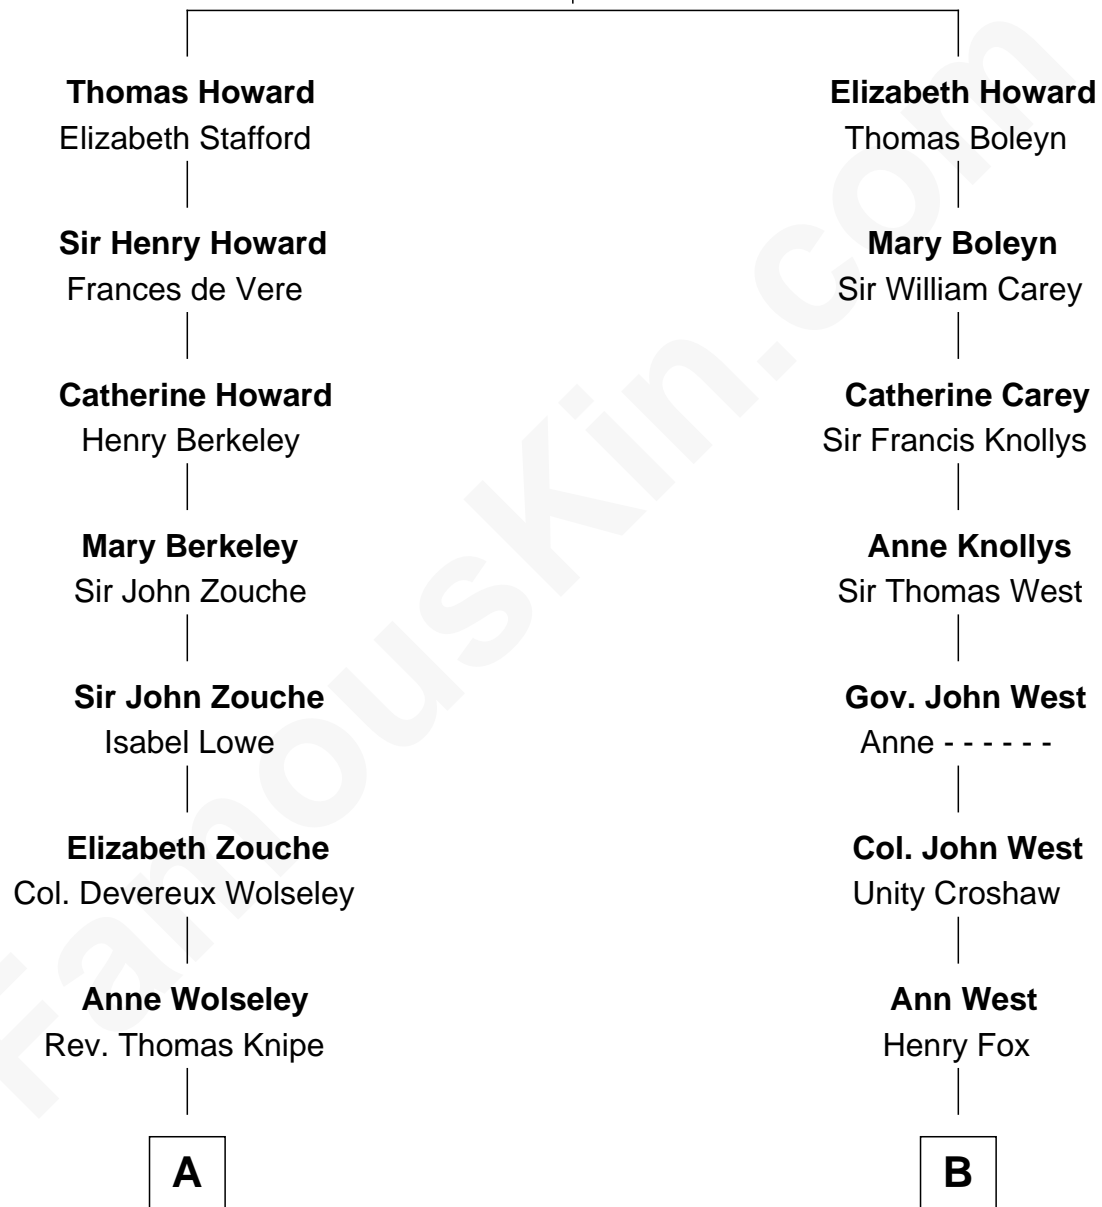 Thomas Howard
Elizabeth Stafford
Sir Henry Howard
Frances de Vere
Catherine Howard
Henry Berkeley
Mary Berkeley
Sir John Zouche
Sir John Zouche
Isabel Lowe
Elizabeth Zouche
Col. Devereux Wolseley
Anne Wolseley
Rev. Thomas Knipe
A
Elizabeth Howard
Thomas Boleyn
Mary Boleyn
Sir William Carey
Catherine Carey
Sir Francis Knollys
Anne Knollys
Sir Thomas West
Gov. John West
Anne - - - - - -
Col. John West
Unity Croshaw
Ann West
Henry Fox
B
FamousKin.com